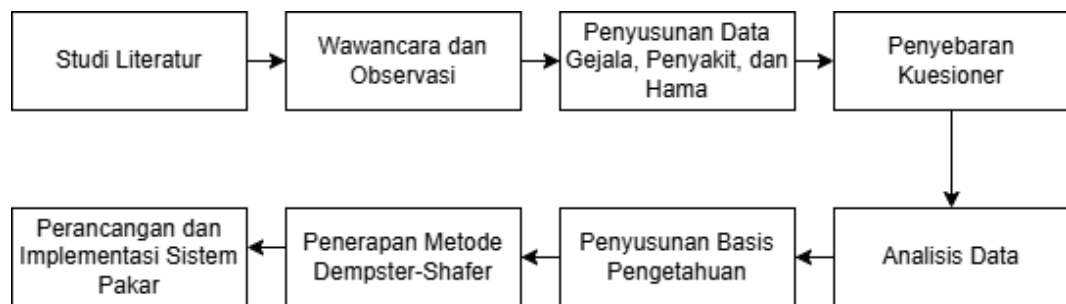 Studi Literatur
Wawancara dan
Observasi
Penyusunan Data
Gejala, Penyakit, dan
Hama
Penyebaran
Kuesioner
Analisis Data
Penyusunan Basis
Pengetahuan
Penerapan Metode
Dempster-Shafer
Perancangan dan
Implementasi Sistem
Pakar